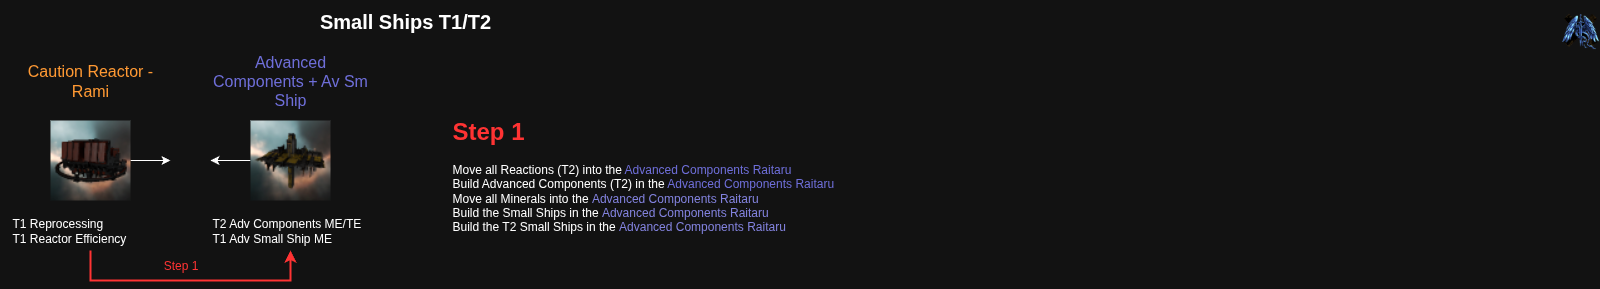 Small Ships T1/T2
Caution Reactor -
Rami
Advanced
Components + Av Sm
Ship
T1 Reprocessing
T1 Reactor Efficiency
T2 Adv Components ME/TE
T1 Adv Small Ship ME
Step 1
Step 1
Move all Reactions (T2) into the Advanced Components Raitaru
Build Advanced Components (T2) in the Advanced Components Raitaru
Move all Minerals into the Advanced Components Raitaru
Build the Small Ships in the Advanced Components Raitaru
Build the T2 Small Ships in the Advanced Components Raitaru